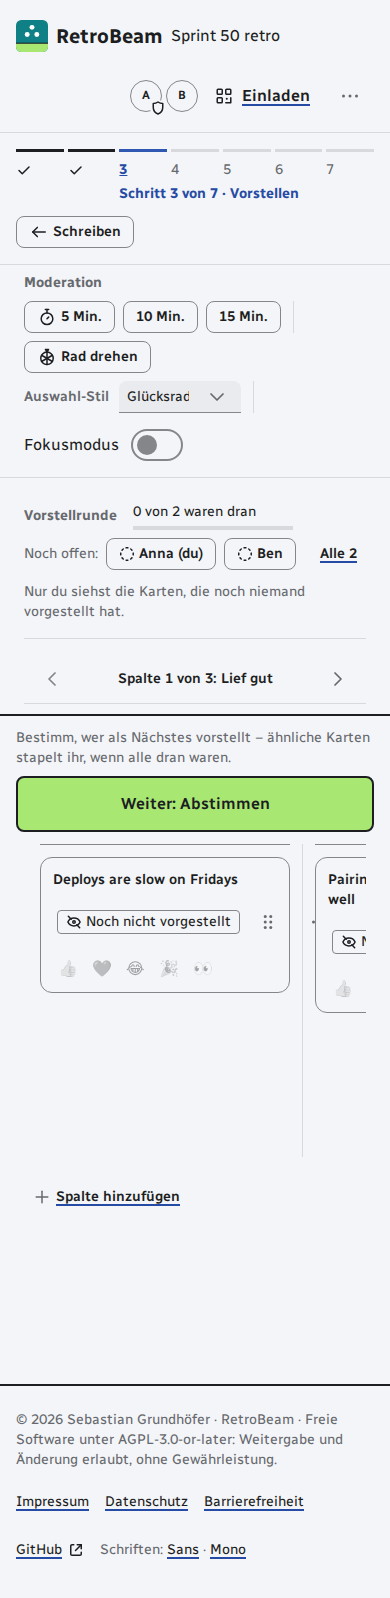 RetroBeam Sprint 50 retro
A B Einladen
3 4 5 6 7
Schritt 3 von 7 · Vorstellen
Schreiben
Moderation
5 Min. 10 Min. 15 Min.
Rad drehen
Auswahl-Stil Glücksrad
Fokusmodus
Vorstellrunde 0 von 2 waren dran
Noch offen: Anna (du) Ben Alle 2
Nur du siehst die Karten, die noch niemand
vorgestellt hat.
Spalte 1 von 3: Lief gut
Bestimm, wer als Nächstes vorstellt – ähnliche Karten
stapelt ihr, wenn alle dran waren.
Weiter: Abstimmen
Deploys are slow on Fridays
Noch nicht vorgestellt
Pairin
well
N
Spalte hinzufügen
© 2026 Sebastian Grundhöfer · RetroBeam · Freie
Software unter AGPL-3.0-or-later: Weitergabe und
Änderung erlaubt, ohne Gewährleistung.
Impressum Datenschutz Barrierefreiheit
GitHub Schriften: Sans · Mono